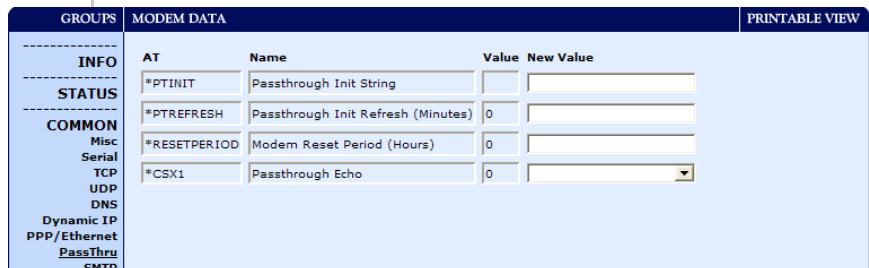 GROUPS MODEM DATA PRINTABLE VIEW
--------------
INFO
--------------
STATUS
--------------
COMMON
Misc
Serial
TCP
UDP
DNS
Dynamic IP
PPP/Ethernet
PassThru
SMTP
AT Name Value New Value
*PTINIT Passthrough Init String
*PTREFRESH Passthrough Init Refresh (Minutes) 0
*RESETPERIOD Modem Reset Period (Hours) 0
*CSX1 Passthrough Echo 0